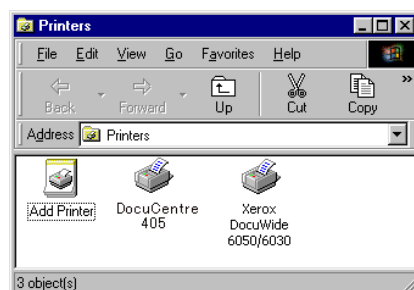 Printers
File Edit View Go Favorites Help
Back Forward Up Cut Copy »
Address Printers
Add Printer
DocuCentre
405
Xerox
DocuWide
6050/6030
3 object(s)